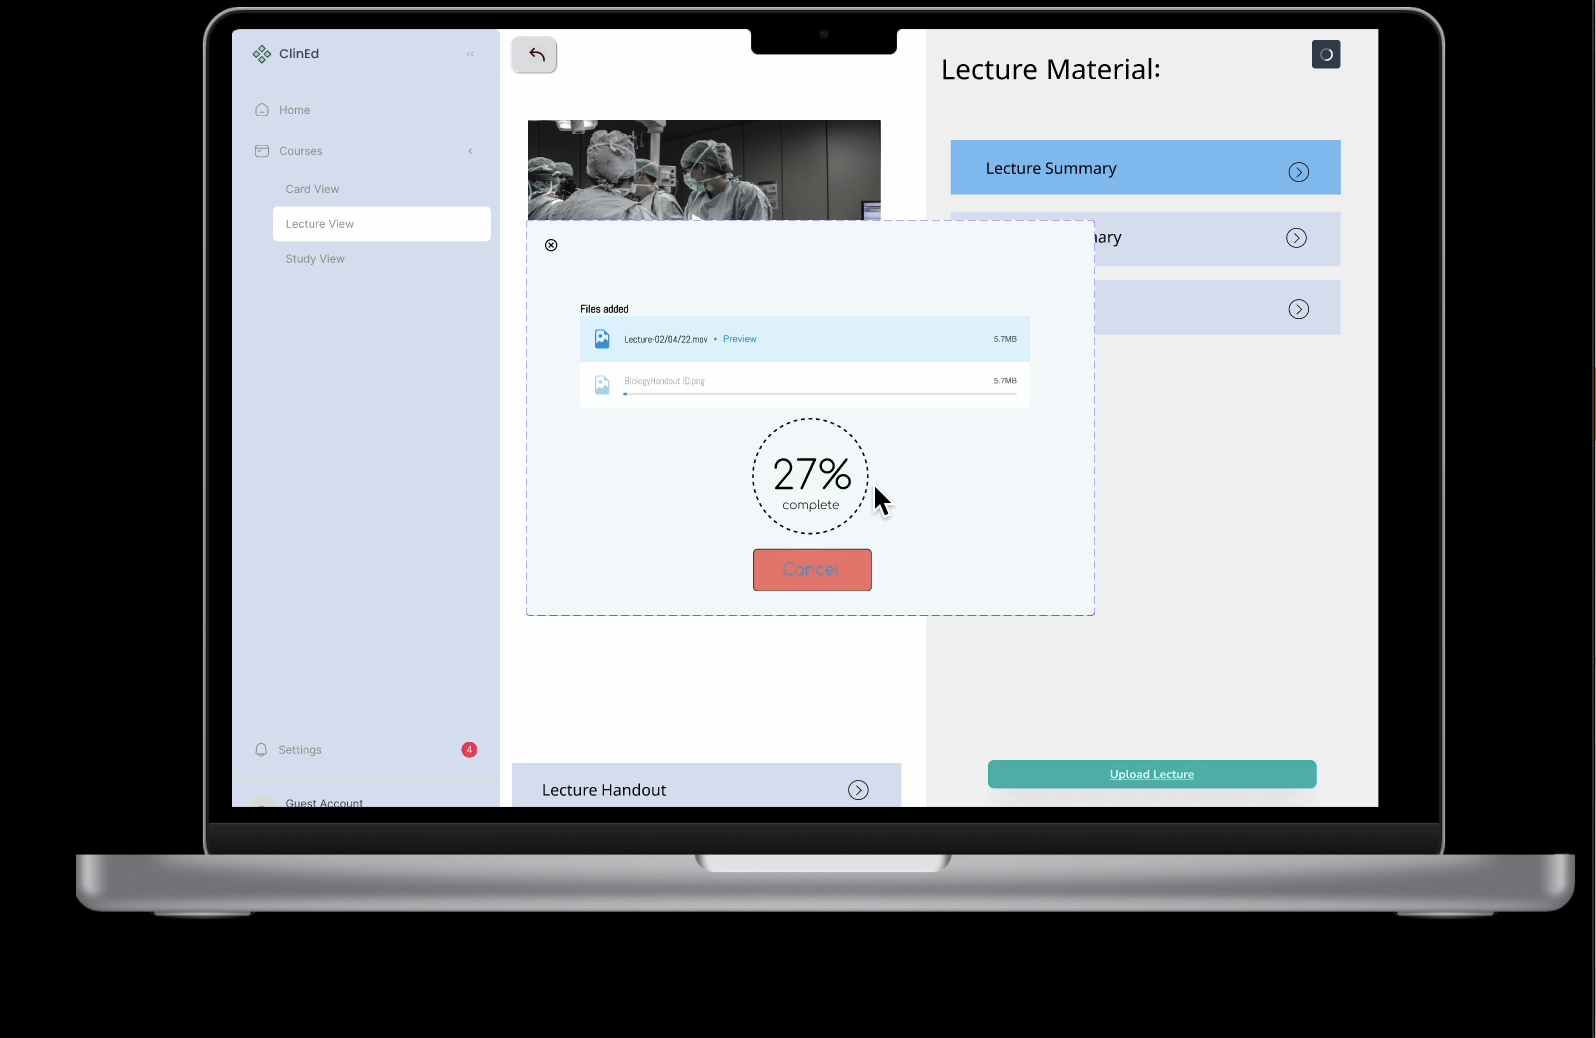 ClinEd
Home
Courses
Card View
Lecture View
Study View
Settings
4
Guest Account
Lecture Material:
Lecture Summary
Files added
Lecture-02/04/22.mov • Preview 5.7MB
BiologyHandout ID.png 5.7MB
27%
complete
Cancel
Lecture Handout
Upload Lecture